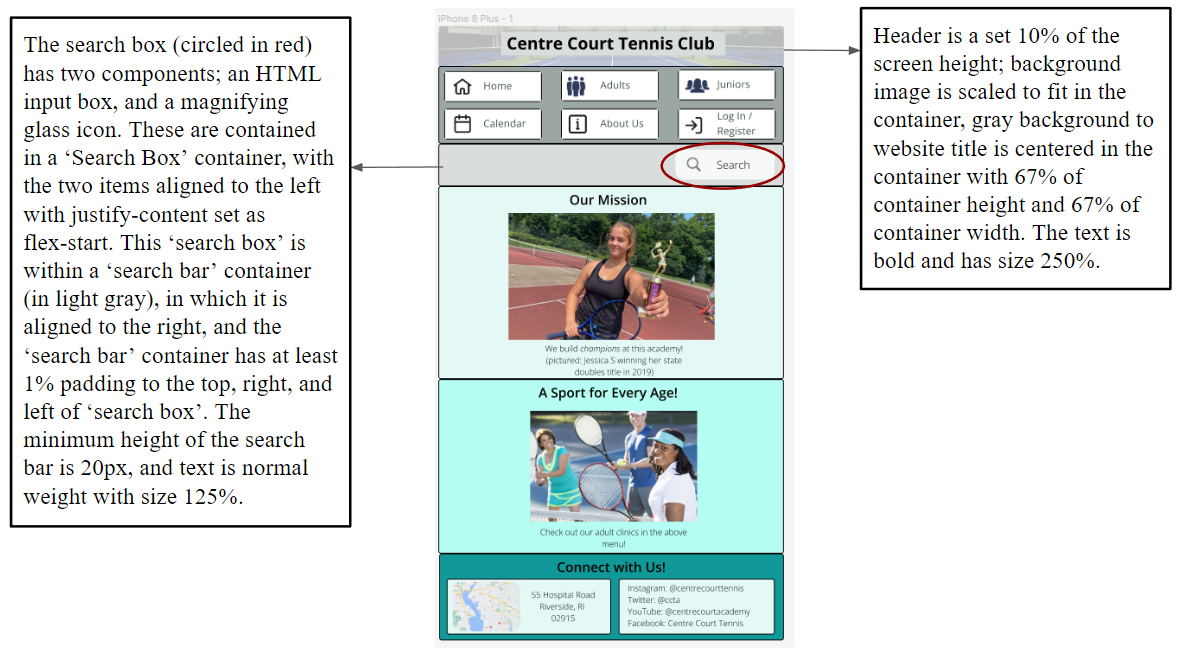 The search box (circled in red)
has two components; an HTML
input box, and a magnifying
glass icon. These are contained
in a ‘Search Box’ container, with
the two items aligned to the left
with justify-content set as
flex-start. This ‘search box’ is
within a ‘search bar’ container
(in light gray), in which it is
aligned to the right, and the
‘search bar’ container has at least
1% padding to the top, right, and
left of ‘search box’. The
minimum height of the search
bar is 20px, and text is normal
weight with size 125%.
iPhone 8 Plus - 1
Centre Court Tennis Club
Home
Adults
Juniors
Calendar
About Us
Log In /
Register
Search
Our Mission
We build champions at this academy!
(pictured: Jessica S winning her state
doubles title in 2019)
A Sport for Every Age!
Check out our adult clinics in the above
menu!
Connect with Us!
55 Hospital Road
Riverside, RI
02915
Instagram: @centrecourttennis
Twitter: @ccta
YouTube: @centrecourtacademy
Facebook: Centre Court Tennis
Header is a set 10% of the
screen height; background
image is scaled to fit in the
container, gray background to
website title is centered in the
container with 67% of
container height and 67% of
container width. The text is
bold and has size 250%.